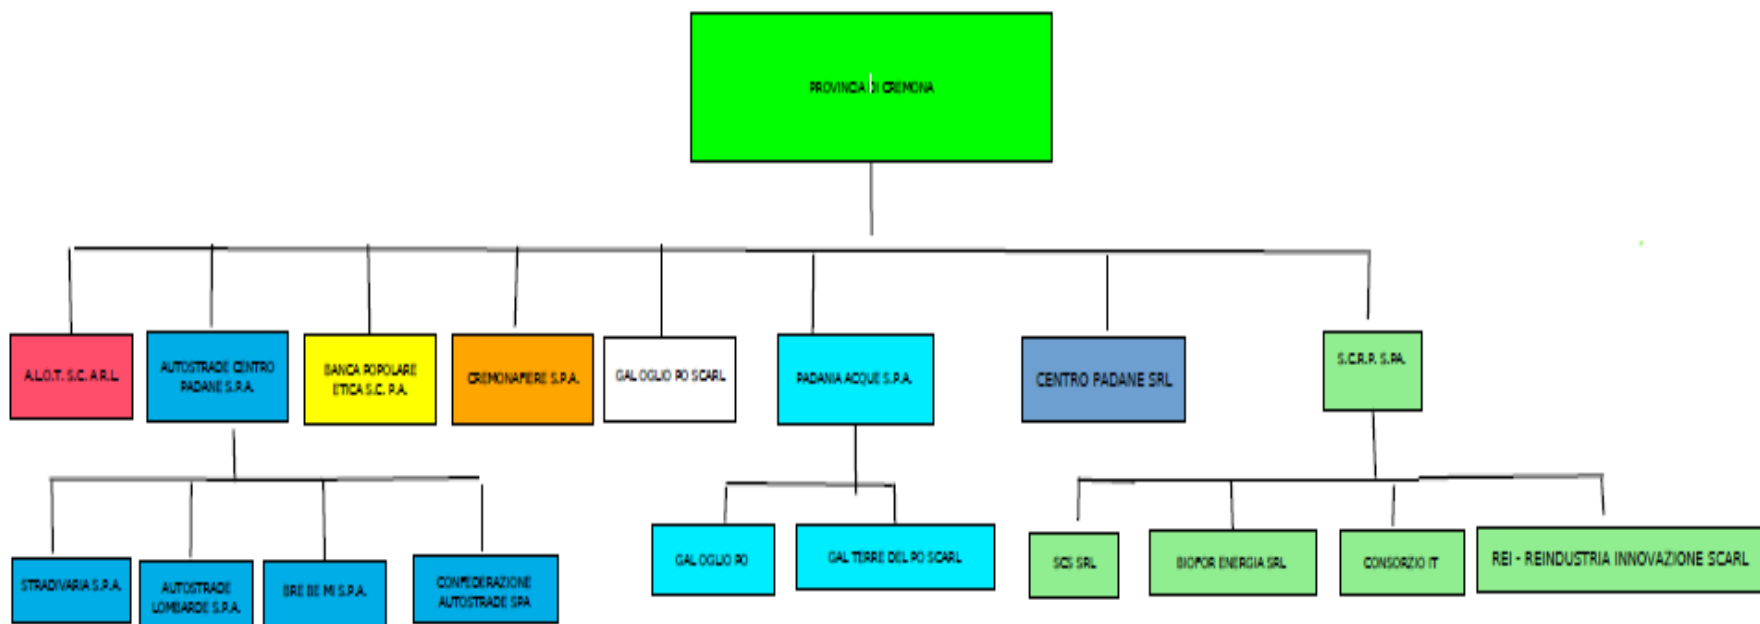 PROVINCIA DI CREMONA
A.L.O.T. S.C. A R.L.
AUTOSTRADE CENTRO
PADANE S.P.A.
BANCA POPOLARE
ETICA S.C. P.A.
CREMONAFIERE S.P.A.
GAL OGLIO PO SCARL
PADANIA ACQUE S.P.A.
CENTRO PADANE SRL
S.C.R.P. S.PA.
STRADIVARIA S.P.A.
AUTOSTRADE
LOMBARDE S.P.A.
BRE BE MI S.P.A.
CONFEDERAZIONE
AUTOSTRADE SPA
GAL OGLIO PO
GAL TERRE DEL PO SCARL
SCS SRL
BIOFOR ENERGIA SRL
CONSORZIO IT
REI - REINDUSTRIA INNOVAZIONE SCARL